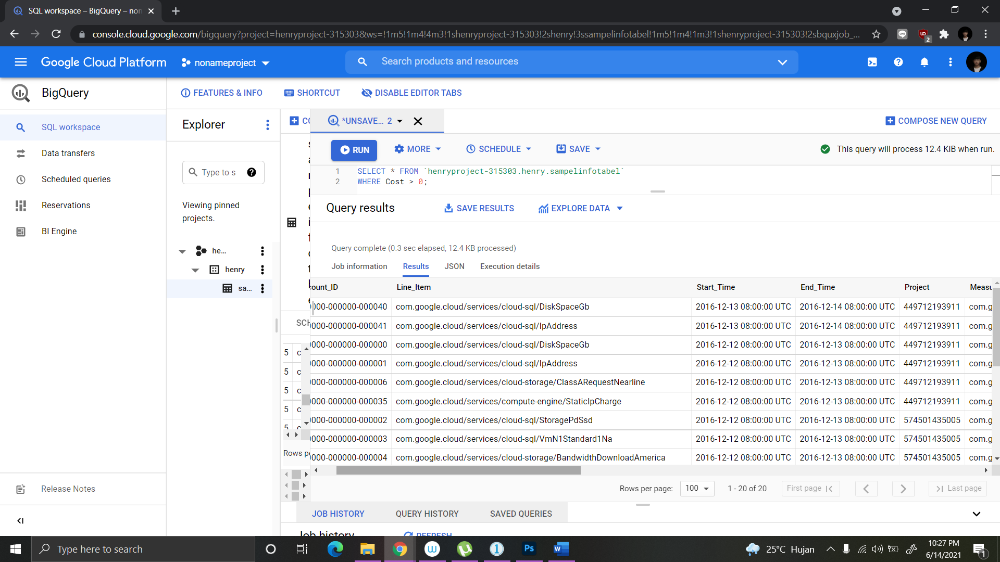 SQL workspace – BigQuery – non
console.cloud.google.com/bigquery?project=henryproject-315303&ws=!1m5!1m4!4m3!1shenryproject-315303!2shenry!3ssampelinfotabel!1m5!1m4!1m3!1shenryproject-315303!2sbquxjob_...
2
Google Cloud Platform
nonameproject
Search products and resources
BigQuery
FEATURES & INFO
SHORTCUT
DISABLE EDITOR TABS
SQL workspace
Data transfers
Scheduled queries
Reservations
BI Engine
Release Notes
Explorer
Type to s
Viewing pinned
projects.
he...
henry
sa...
*UNSAVE... 2
COMPOSE NEW QUERY
RUN
MORE
SCHEDULE
SAVE
This query will process 12.4 KiB when run.
1 SELECT * FROM `henryproject-315303.henry.sampelinfotabel`
2 WHERE Cost > 0;
Query results
SAVE RESULTS
EXPLORE DATA
Query complete (0.3 sec elapsed, 12.4 KB processed)
Job information Results JSON Execution details
count_ID Line_Item Start_Time End_Time Project Measu
0000-000000-000040 com.google.cloud/services/cloud-sql/DiskSpaceGb 2016-12-13 08:00:00 UTC 2016-12-14 08:00:00 UTC 449712193911 com.g
0000-000000-000041 com.google.cloud/services/cloud-sql/IpAddress 2016-12-13 08:00:00 UTC 2016-12-14 08:00:00 UTC 449712193911 com.g
0000-000000-000000 com.google.cloud/services/cloud-sql/DiskSpaceGb 2016-12-12 08:00:00 UTC 2016-12-13 08:00:00 UTC 449712193911 com.g
0000-000000-000001 com.google.cloud/services/cloud-sql/IpAddress 2016-12-12 08:00:00 UTC 2016-12-13 08:00:00 UTC 449712193911 com.g
0000-000000-000006 com.google.cloud/services/cloud-storage/ClassARequestNearline 2016-12-12 08:00:00 UTC 2016-12-13 08:00:00 UTC 449712193911 com.g
0000-000000-000035 com.google.cloud/services/compute-engine/StaticIpCharge 2016-12-12 08:00:00 UTC 2016-12-13 08:00:00 UTC 449712193911 com.g
0000-000000-000002 com.google.cloud/services/cloud-sql/StoragePdSsd 2016-12-12 08:00:00 UTC 2016-12-13 08:00:00 UTC 574501435005 com.g
0000-000000-000003 com.google.cloud/services/cloud-sql/VmN1Standard1Na 2016-12-12 08:00:00 UTC 2016-12-13 08:00:00 UTC 574501435005 com.g
0000-000000-000004 com.google.cloud/services/cloud-storage/BandwidthDownloadAmerica 2016-12-12 08:00:00 UTC 2016-12-13 08:00:00 UTC 574501435005 com.g
SCH
5 c
5 c
5 c
5 c
5 c
Rows pe
Rows per page: 100 1 - 20 of 20 First page Last page
JOB HISTORY QUERY HISTORY SAVED QUERIES
Job history REFRESH
Type here to search
25°C Hujan
10:27 PM
6/14/2021
1